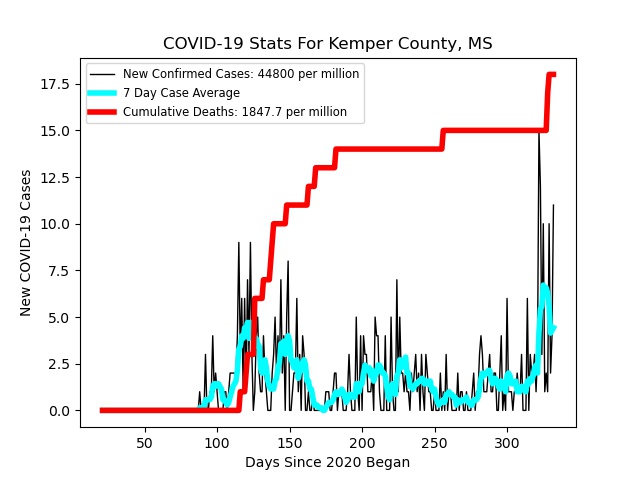 COVID-19 Stats For Kemper County, MS
New Confirmed Cases: 44800 per million
7 Day Case Average
Cumulative Deaths: 1847.7 per million
New COVID-19 Cases
17.5
15.0
12.5
10.0
7.5
5.0
2.5
0.0
50 100 150 200 250 300
Days Since 2020 Began